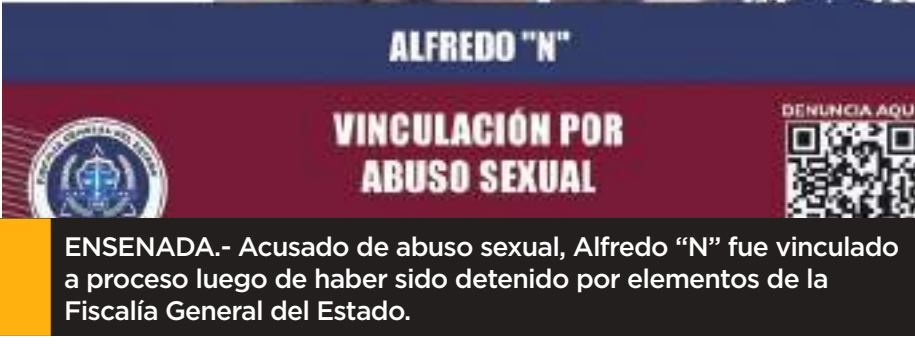 ALFREDO "N"
VINCULACIÓN POR
ABUSO SEXUAL
DENUNCIA AQU
ENSENADA.- Acusado de abuso sexual, Alfredo “N” fue vinculado
a proceso luego de haber sido detenido por elementos de la
Fiscalía General del Estado.